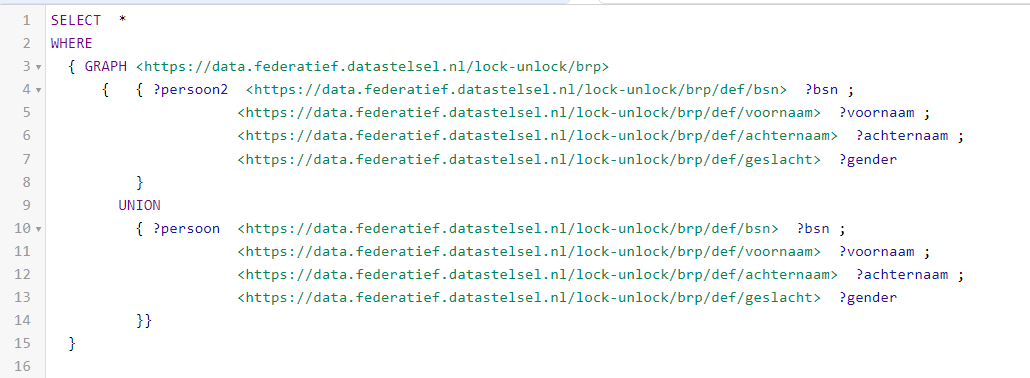 1 SELECT *
2 WHERE
3 { GRAPH <https://data.federatief.datastelsel.nl/lock-unlock/brp>
4 { { ?persoon2 <https://data.federatief.datastelsel.nl/lock-unlock/brp/def/bsn> ?bsn ;
5 <https://data.federatief.datastelsel.nl/lock-unlock/brp/def/voornaam> ?voornaam ;
6 <https://data.federatief.datastelsel.nl/lock-unlock/brp/def/achternaam> ?achternaam ;
7 <https://data.federatief.datastelsel.nl/lock-unlock/brp/def/geslacht> ?gender
8 }
9 UNION
10 { ?persoon <https://data.federatief.datastelsel.nl/lock-unlock/brp/def/bsn> ?bsn ;
11 <https://data.federatief.datastelsel.nl/lock-unlock/brp/def/voornaam> ?voornaam ;
12 <https://data.federatief.datastelsel.nl/lock-unlock/brp/def/achternaam> ?achternaam ;
13 <https://data.federatief.datastelsel.nl/lock-unlock/brp/def/geslacht> ?gender
14 }}
15 }
16